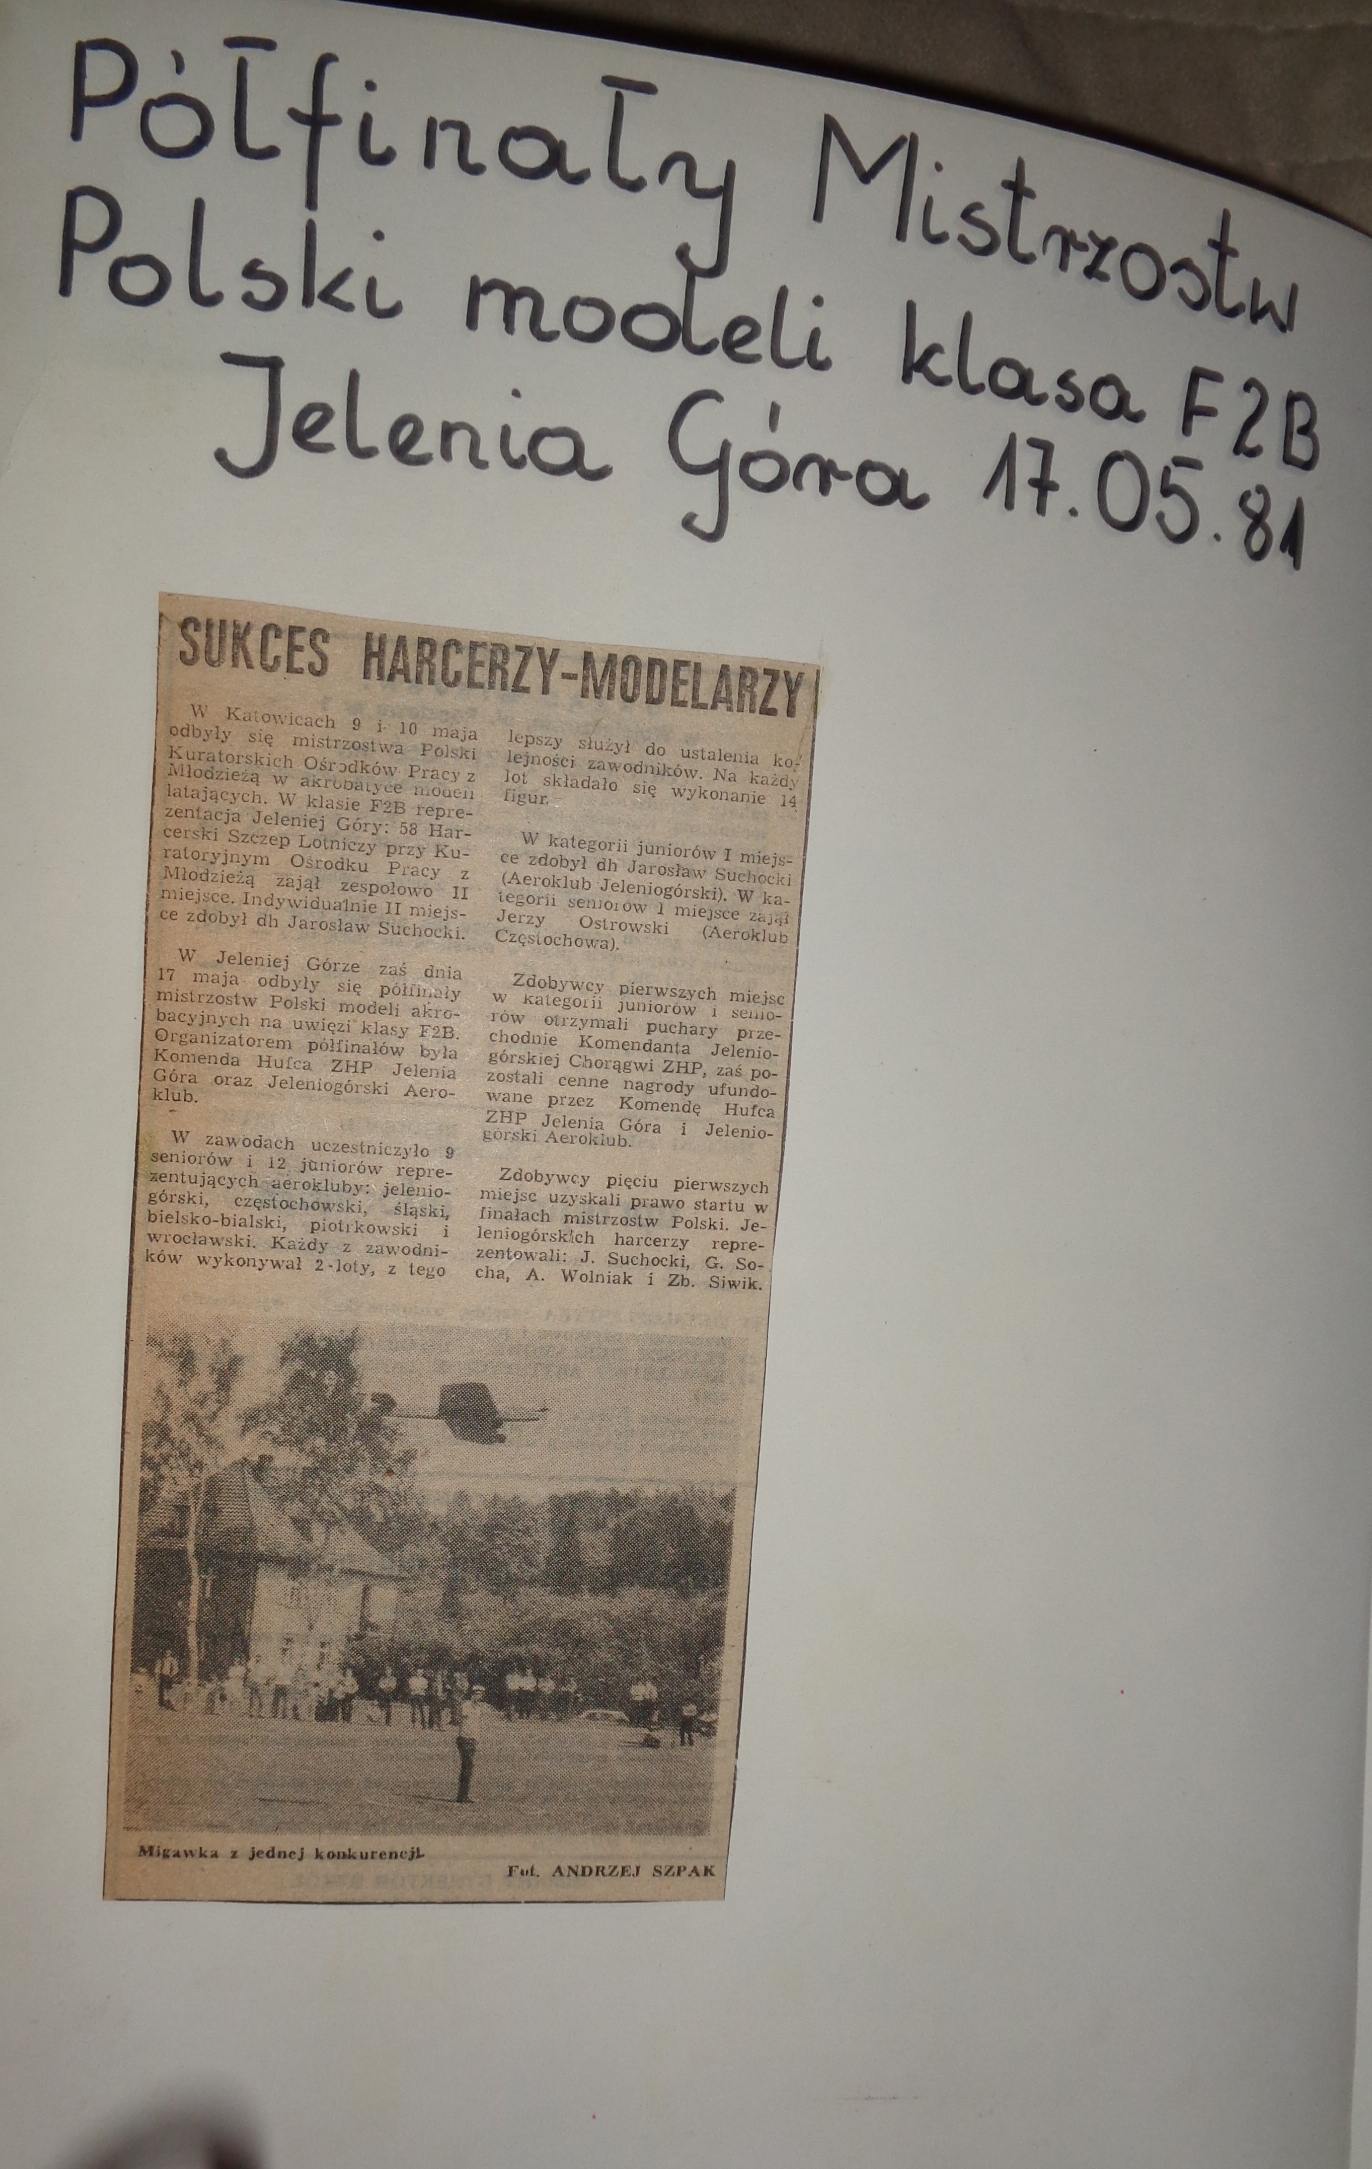 Półfinały Mistrzostw
Polski modeli klasa F2B
Jelenia Góra 17.05.81
SUKCES HARCERZY-MODELARZY
W Katowicach 9 i 10 maja
odbyły się mistrzostwa Polski
Kuratorskich Ośrodków Pracy z
Młodzieżą w akrobatyce modeli
latających. W klasie F2B repre-
zentacja Jeleniej Góry: 58 Har-
cerski Szczep Lotniczy przy Ku-
ratoryjnym Ośrodku Pracy z
Młodzieżą zajął zespołowo II
miejsce. Indywidualnie II miejs-
ce zdobył dh Jarosław Suchocki.
W Jeleniej Górze zaś dnia
17 maja odbyły się półfinały
mistrzostw Polski modeli akro-
bacyjnych na uwięzi klasy F2B.
Organizatorem półfinałów była
Komenda Hufca ZHP Jelenia
Góra oraz Jeleniogórski Aero-
klub.
W zawodach uczestniczyło 9
seniorów i 12 juniorów repre-
zentujących aerokluby: jelenio-
górski, częstochowski, śląski,
bielsko-bialski, piotrkowski i
wrocławski. Każdy z zawodni-
ków wykonywał 2 loty, z tego
lepszy służył do ustalenia ko-
lejności zawodników. Na każdy
lot składało się wykonanie 14
figur.
W kategorii juniorów I miejs-
ce zdobył dh Jarosław Suchocki
(Aeroklub Jeleniogórski). W ka-
tegorii seniorów I miejsce zajął
Jerzy Ostrowski (Aeroklub
Częstochowa).
Zdobywcy pierwszych miejsc
w kategorii juniorów i senio-
rów otrzymali puchary prze-
chodnie Komendanta Jelenio-
górskiej Chorągwi ZHP, zaś po-
zostali cenne nagrody ufundo-
wane przez Komendę Hufca
ZHP Jelenia Góra i Jelenio-
górski Aeroklub.
Zdobywcy pięciu pierwszych
miejsc uzyskali prawo startu w
finałach mistrzostw Polski. Je-
leniogórskich harcerzy repre-
zentowali: J. Suchocki, G. So-
cha, A. Wolniak i Zb. Siwik.
Migawka z jednej konkurencji.
Fot. ANDRZEJ SZPAK